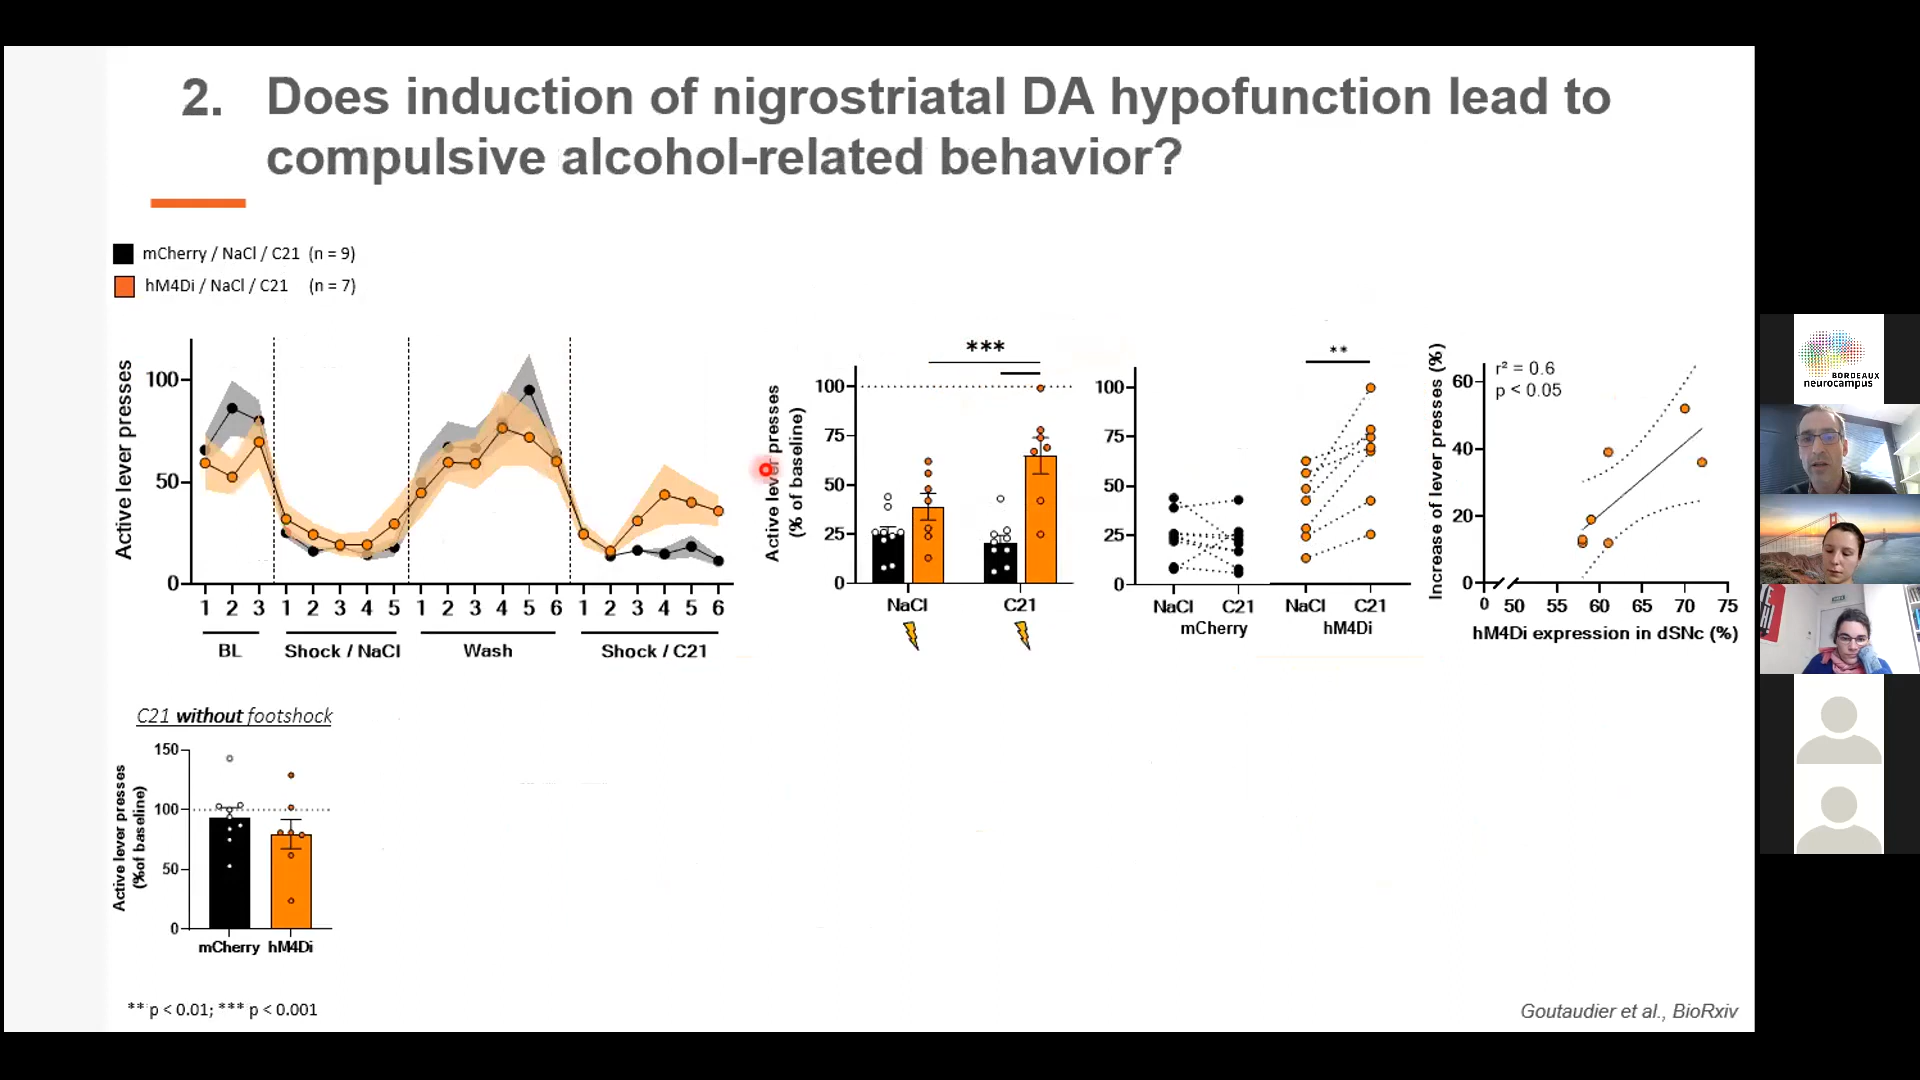 2. Does induction of nigrostriatal DA hypofunction lead to
compulsive alcohol-related behavior?
mCherry / NaCl / C21 (n = 9)
hM4Di / NaCl / C21 (n = 7)
Active lever presses
100
50
0
1 2 3 1 2 3 4 5 1 2 3 4 5 6 1 2 3 4 5 6
BL Shock / NaCl Wash Shock / C21
Active lever presses
(% of baseline)
***
100
75
50
25
0
NaCl C21
**
100
75
50
25
0
NaCl C21 NaCl C21
mCherry hM4Di
Increase of lever presses (%)
r² = 0.6
p < 0.05
60
40
20
0
0 50 55 60 65 70 75
hM4Di expression in dSNc (%)
C21 without footshock
Active lever presses
(%of baseline)
150
100
50
0
mCherry hM4Di
** p < 0.01; *** p < 0.001
Goutaudier et al., BioRxiv
BORDEAUX
neurocampus